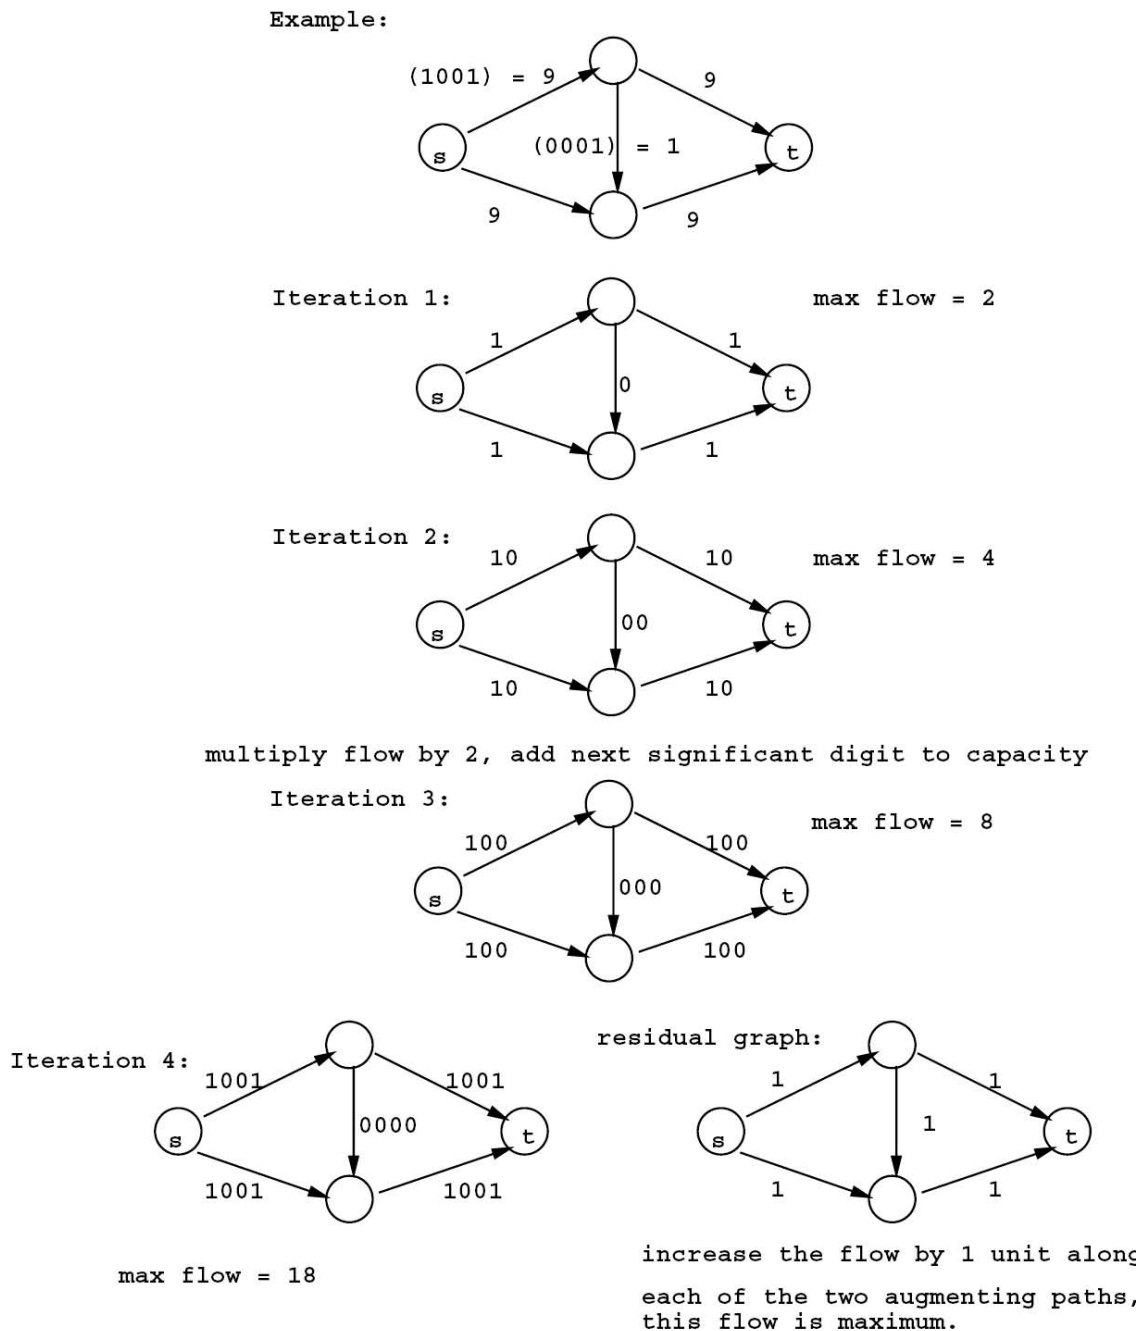 Example:
(1001) = 9
9
s
(0001) = 1
t
9
9
Iteration 1:
max flow = 2
1
1
s
0
t
1
1
Iteration 2:
10
10
max flow = 4
s
00
t
10
10
multiply flow by 2, add next significant digit to capacity
Iteration 3:
max flow = 8
100
100
s
000
t
100
100
Iteration 4:
1001
1001
s
0000
t
1001
1001
max flow = 18
residual graph:
1
1
s
1
t
1
1
increase the flow by 1 unit along
each of the two augmenting paths,
this flow is maximum.